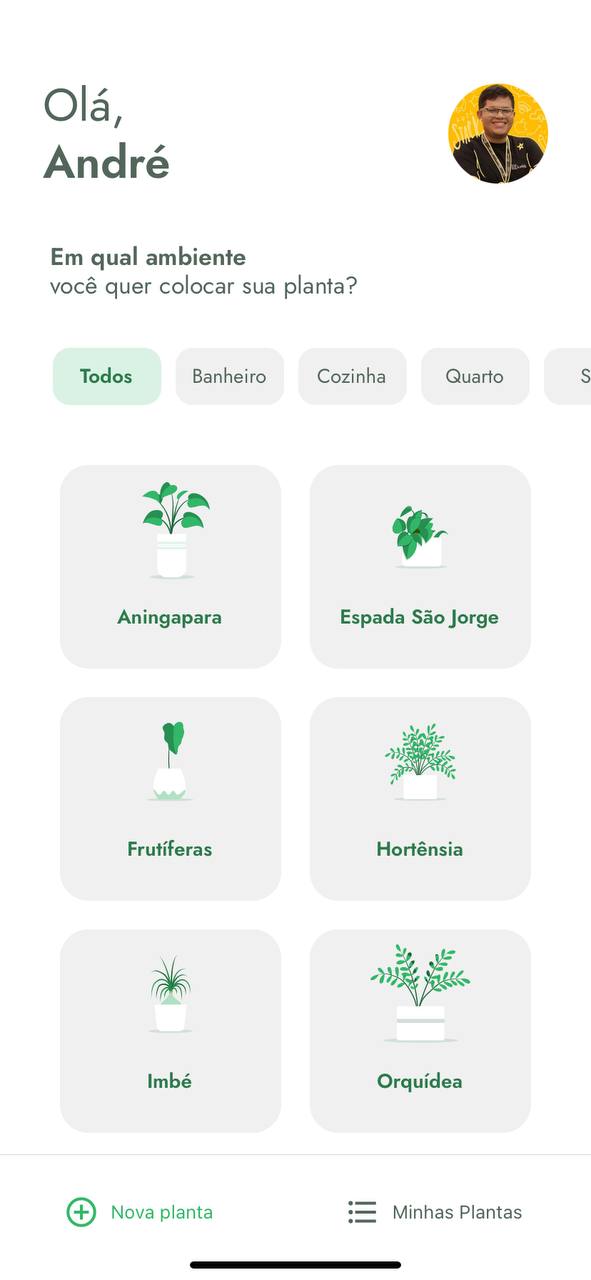 Olá,
André
Em qual ambiente
você quer colocar sua planta?
Todos
Banheiro
Cozinha
Quarto
S
Aningapara
Espada São Jorge
Frutíferas
Hortênsia
Imbé
Orquídea
Nova planta
Minhas Plantas